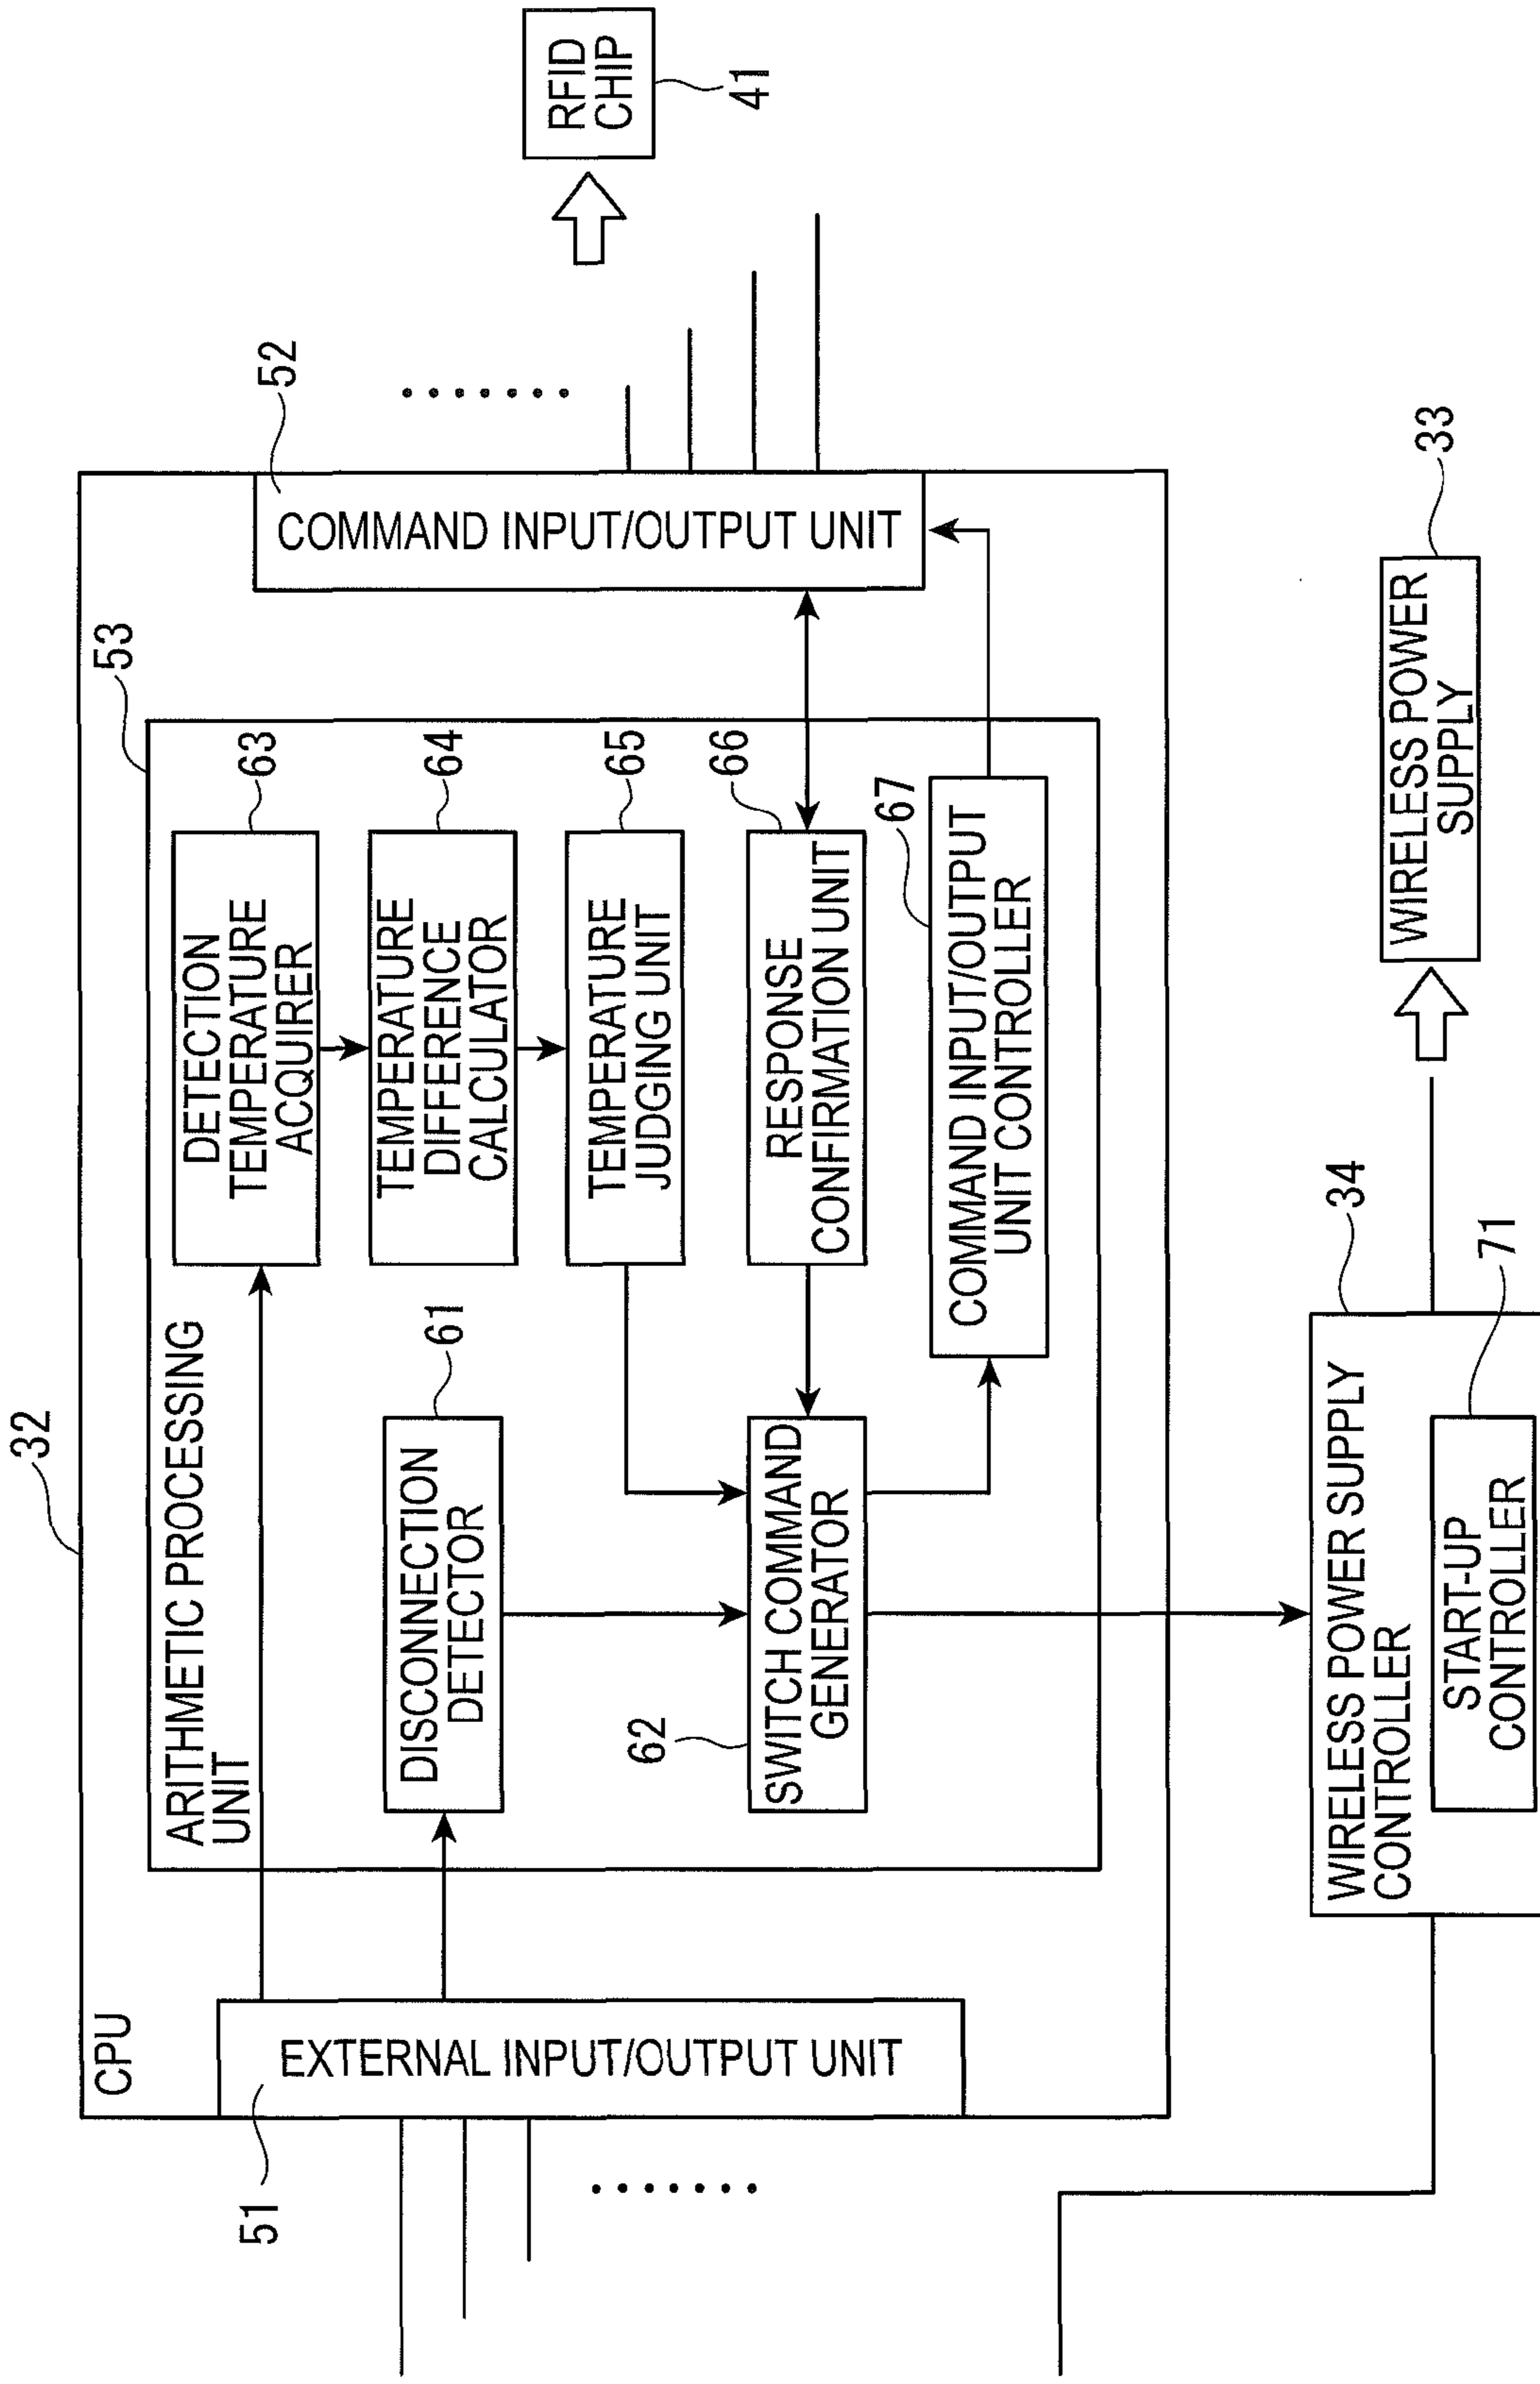 32
CPU
53
ARITHMETIC PROCESSING
UNIT
51
EXTERNAL INPUT/OUTPUT UNIT
61
DISCONNECTION
DETECTOR
62
SWITCH COMMAND
GENERATOR
63
DETECTION
TEMPERATURE
ACQUIRER
64
TEMPERATURE
DIFFERENCE
CALCULATOR
65
TEMPERATURE
JUDGING UNIT
66
RESPONSE
CONFIRMATION UNIT
67
COMMAND INPUT/OUTPUT
UNIT CONTROLLER
52
COMMAND INPUT/OUTPUT UNIT
RFID
CHIP
41
34
WIRELESS POWER SUPPLY
CONTROLLER
71
START-UP
CONTROLLER
33
WIRELESS POWER
SUPPLY